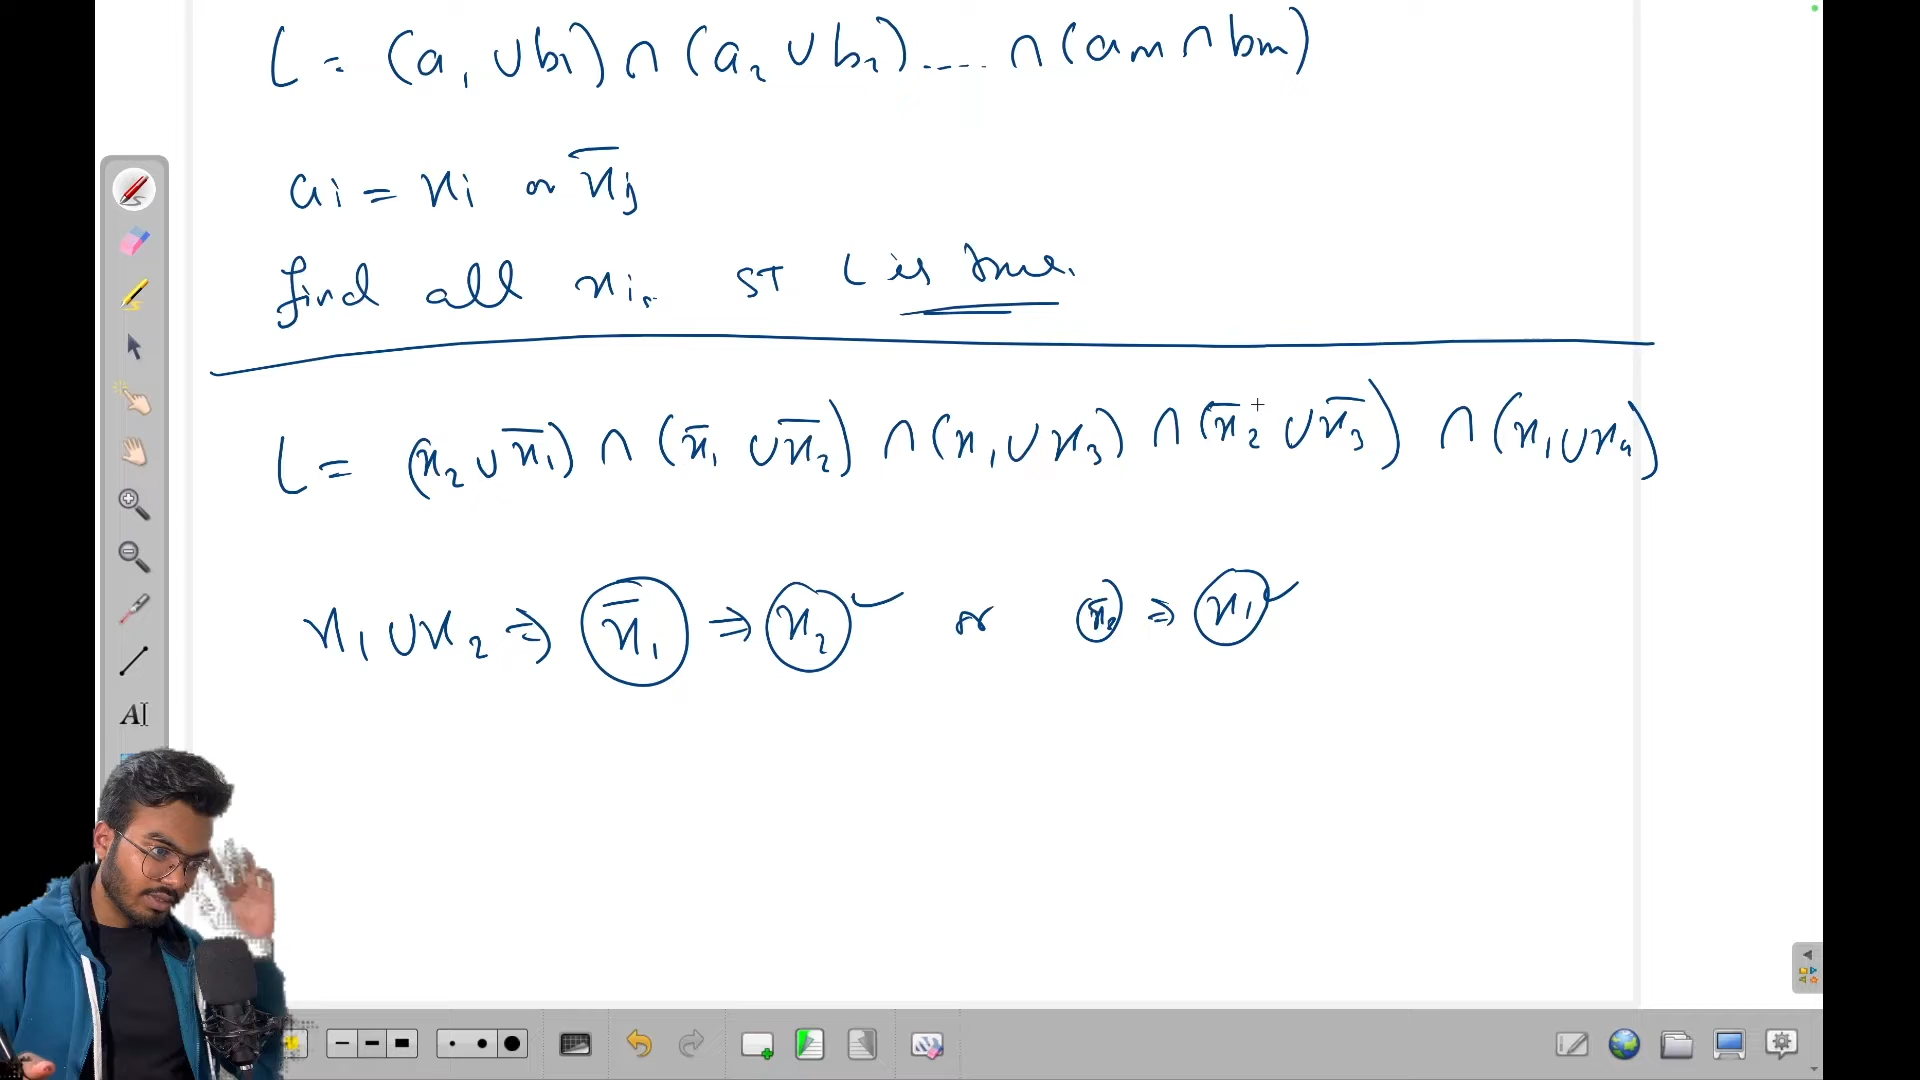 L = (a₁ ∪ b₁) ∩ (a₂ ∪ b₂) .... ∩ (am ∩ bm)
ai = xi or x̄j
find all xi, ST L is true.
L = (x₂ ∪ x̄₁) ∩ (x̄₁ ∪ x̄₂) ∩ (x₁ ∪ x₃) ∩ (x̄₂ ∪ x̄₃) ∩ (x₁ ∪ x₄)
x₁ ∪ x₂ ⇒ x̄₁ ⇒ x₂ ✓ or x̄₂ ⇒ x₁ ✓
A